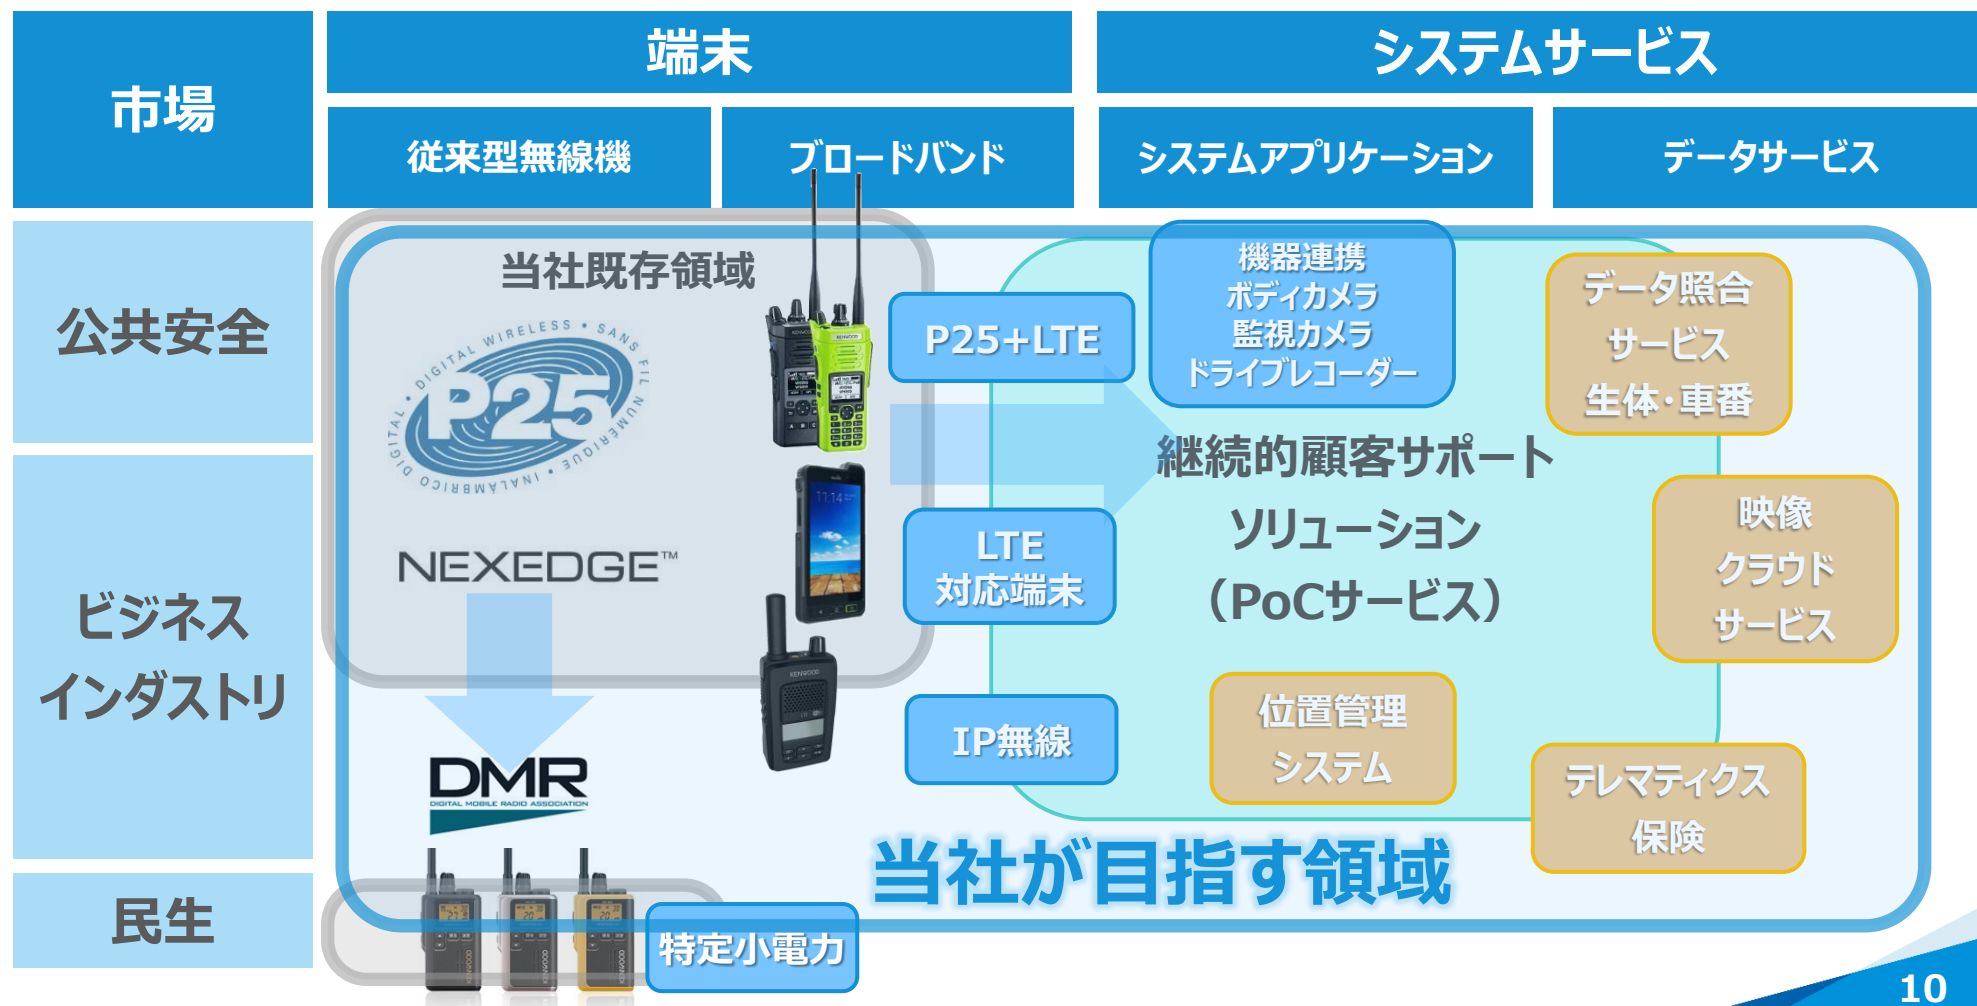 市場
端末
システムサービス
従来型無線機
ブロードバンド
システムアプリケーション
データサービス
公共安全
ビジネス
インダストリ
民生
当社既存領域
DIGITAL WIRELESS • SANS FIL NUMÉRIQUE • INALÁMBRICO DIGITAL •
P25
NEXEDGE™
DMR
DIGITAL MOBILE RADIO ASSOCIATION
KENWOOD
KENWOOD
11:14
KENWOOD
P25+LTE
LTE
対応端末
IP無線
機器連携
ボディカメラ
監視カメラ
ドライブレコーダー
継続的顧客サポート
ソリューション
（PoCサービス）
データ照合
サービス
生体・車番
映像
クラウド
サービス
位置管理
システム
テレマティクス
保険
当社が目指す領域
KENWOOD
KENWOOD
KENWOOD
特定小電力
10